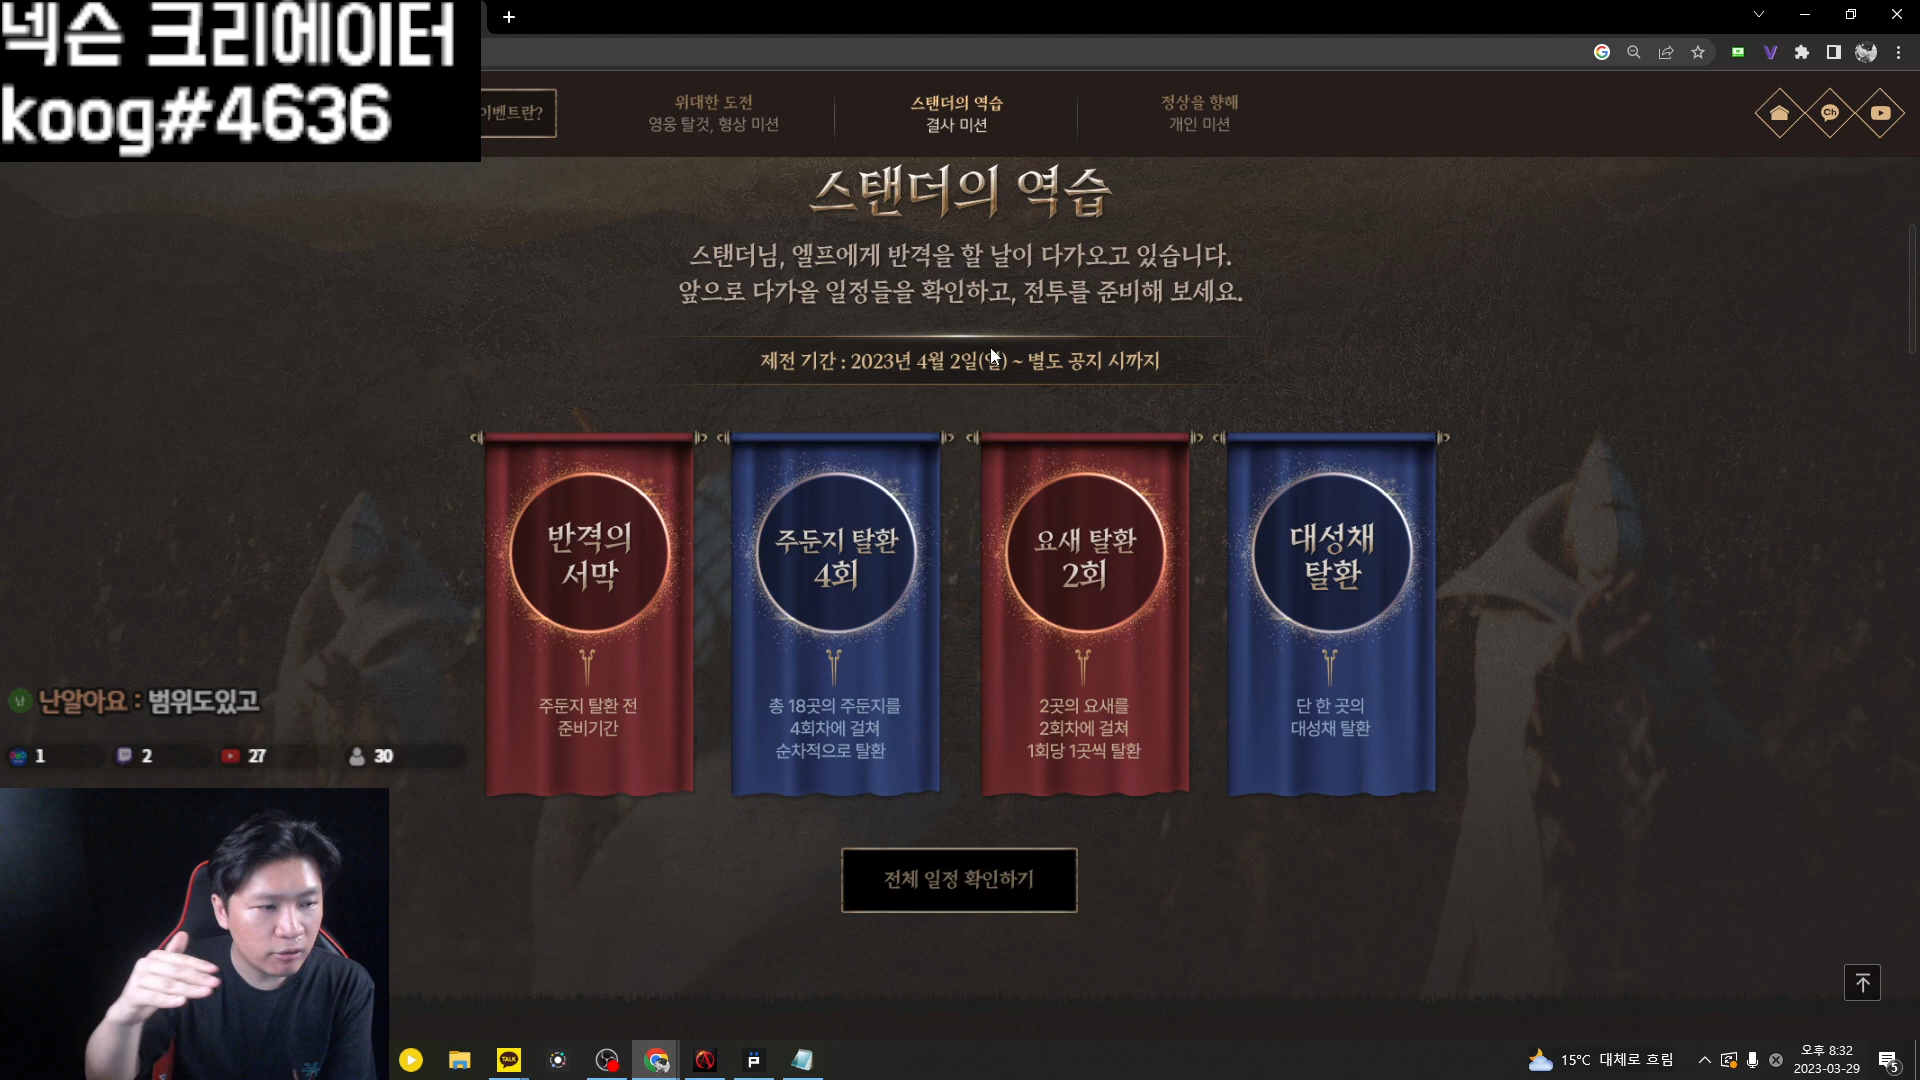 넥슨 크리에이터
koog#4636
이벤트란?
위대한 도전
영웅 탈것, 형상 미션
스탠더의 역습
결사 미션
정상을 향해
개인 미션
Ch
스탠더의 역습
스탠더님, 엘프에게 반격을 할 날이 다가오고 있습니다.
앞으로 다가올 일정들을 확인하고, 전투를 준비해 보세요.
제전 기간 : 2023년 4월 2일(일) ~ 별도 공지 시까지
반격의
서막
주둔지 탈환 전
준비기간
주둔지 탈환
4회
총 18곳의 주둔지를
4회차에 걸쳐
순차적으로 탈환
요새 탈환
2회
2곳의 요새를
2회차에 걸쳐
1회당 1곳씩 탈환
대성채
탈환
단 한 곳의
대성채 탈환
난 난알아요 : 범위도있고
1 2 27 30
전체 일정 확인하기
TALK
15°C 대체로 흐림
오후 8:32
2023-03-29
5